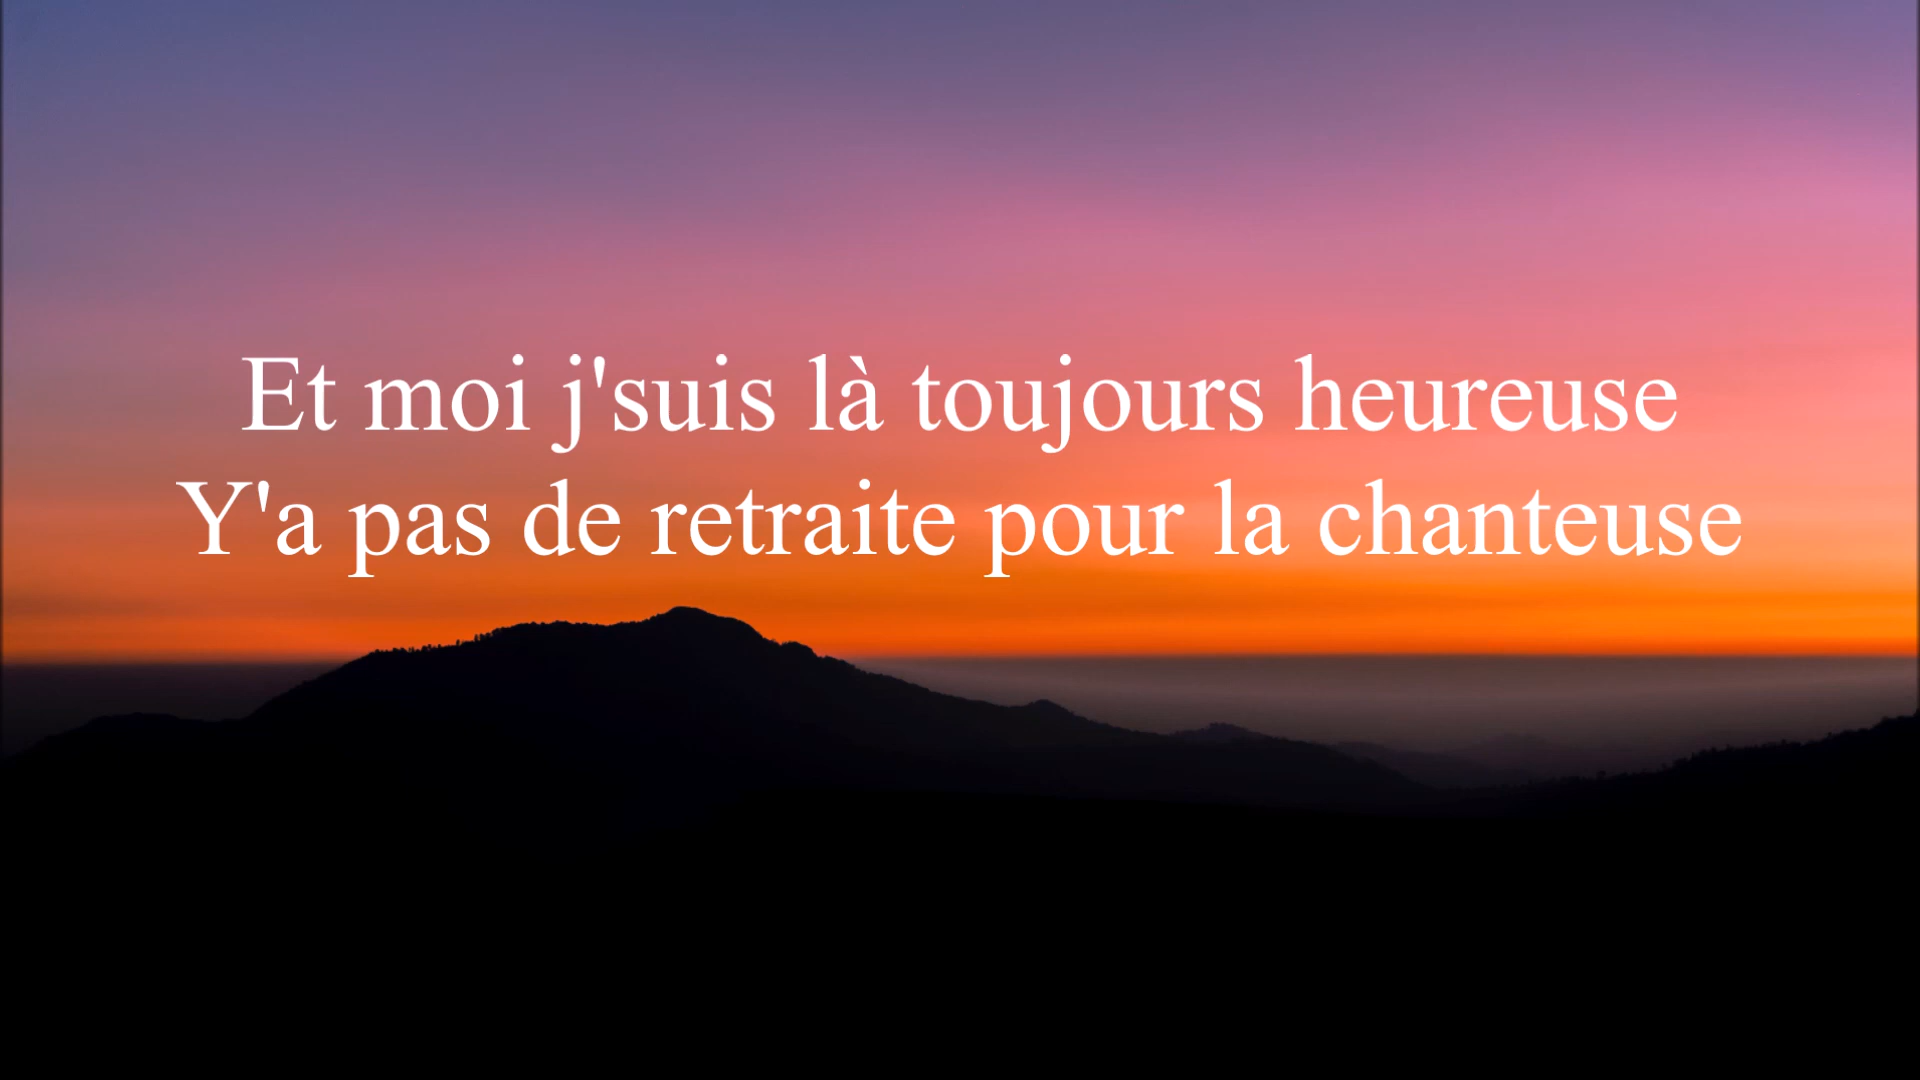 Et moi j'suis là toujours heureuse
Y'a pas de retraite pour la chanteuse